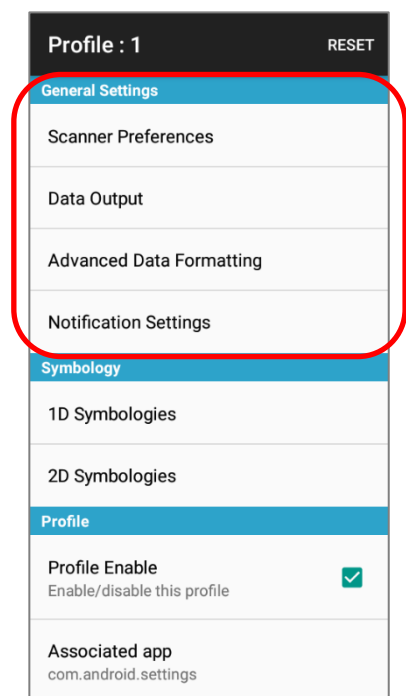 Profile : 1 RESET
General Settings
Scanner Preferences
Data Output
Advanced Data Formatting
Notification Settings
Symbology
1D Symbologies
2D Symbologies
Profile
Profile Enable
Enable/disable this profile
Associated app
com.android.settings